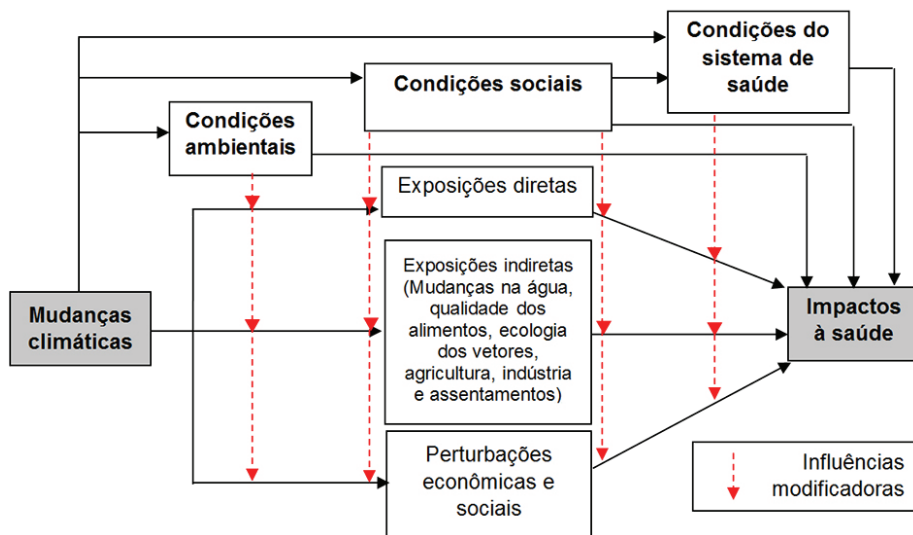 Condições do
sistema de
saúde
Condições sociais
Condições
ambientais
Exposições diretas
Exposições indiretas
(Mudanças na água,
qualidade dos
alimentos, ecologia
dos vetores,
agricultura, indústria
e assentamentos)
Mudanças
climáticas
Impactos
à saúde
Perturbações
econômicas e
sociais
Influências
modificadoras